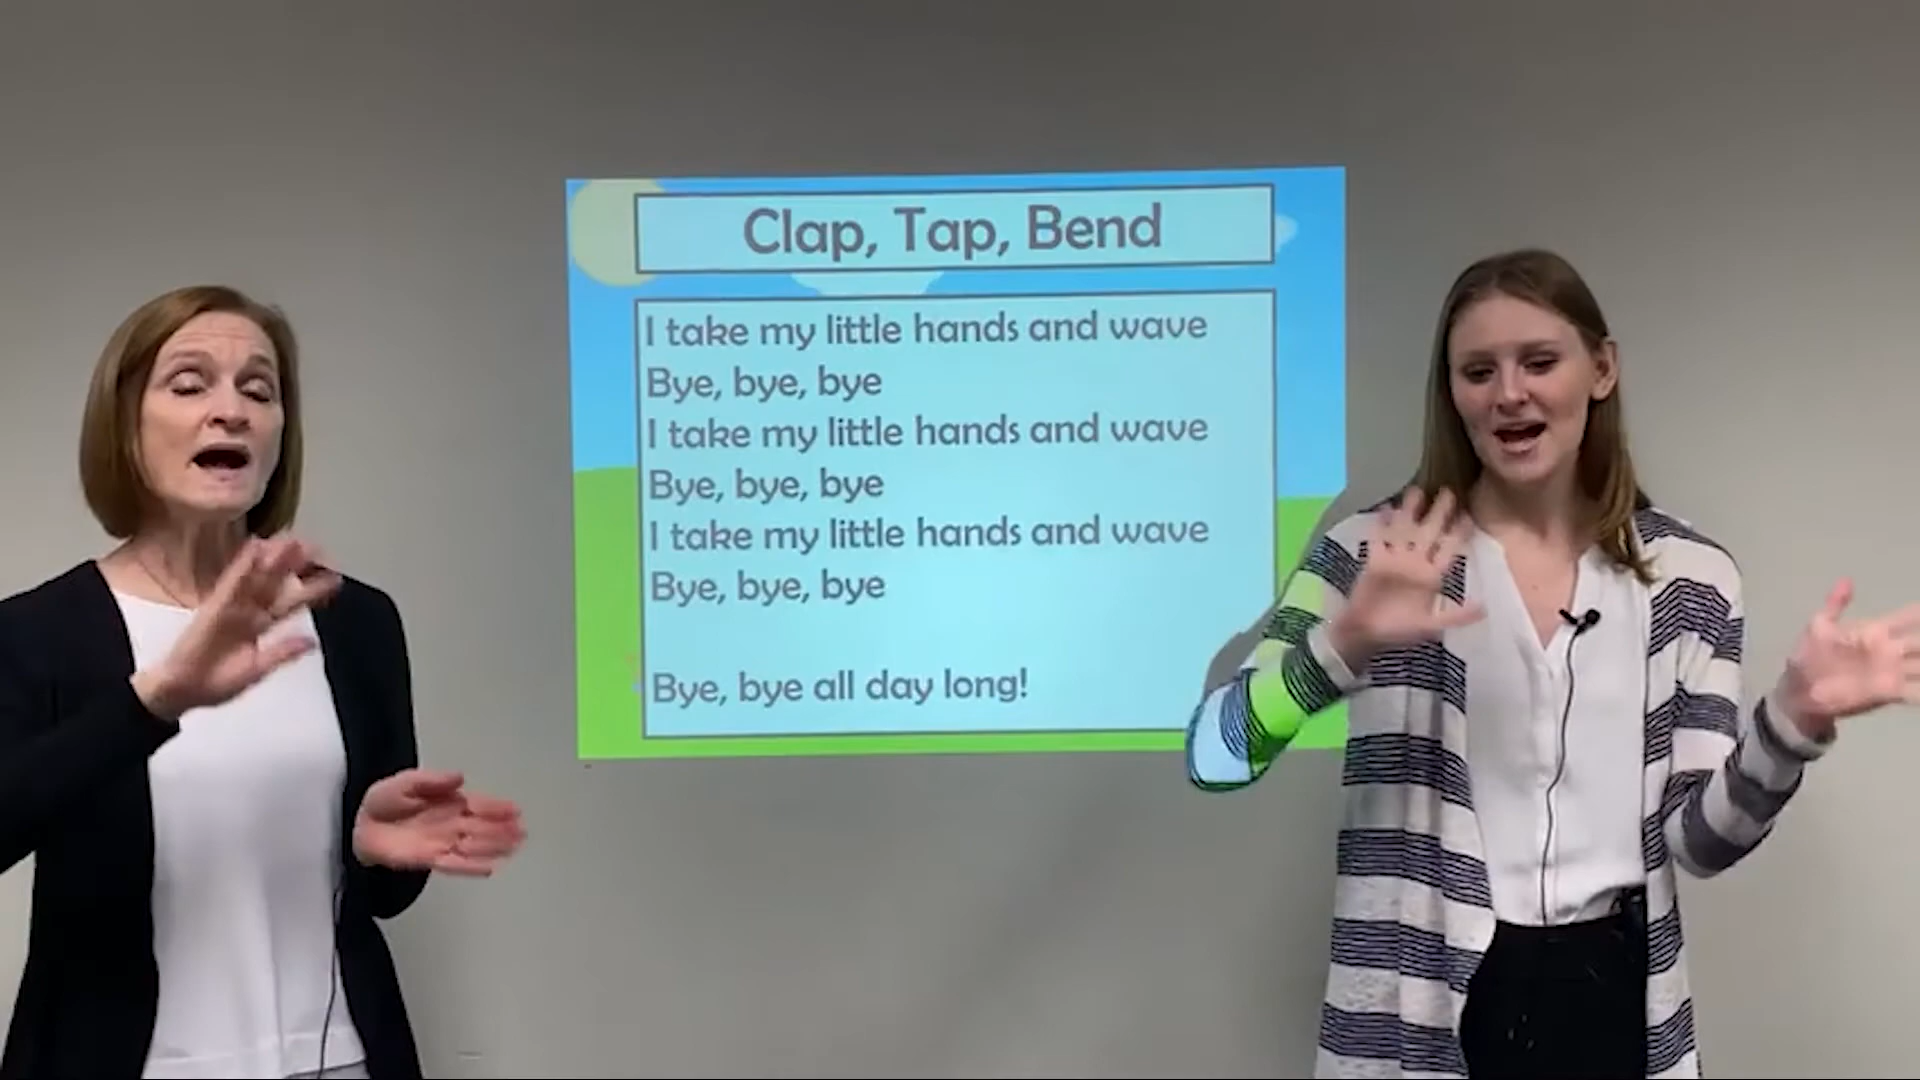 Clap, Tap, Bend
I take my little hands and wave
Bye, bye, bye
I take my little hands and wave
Bye, bye, bye
I take my little hands and wave
Bye, bye, bye
Bye, bye all day long!